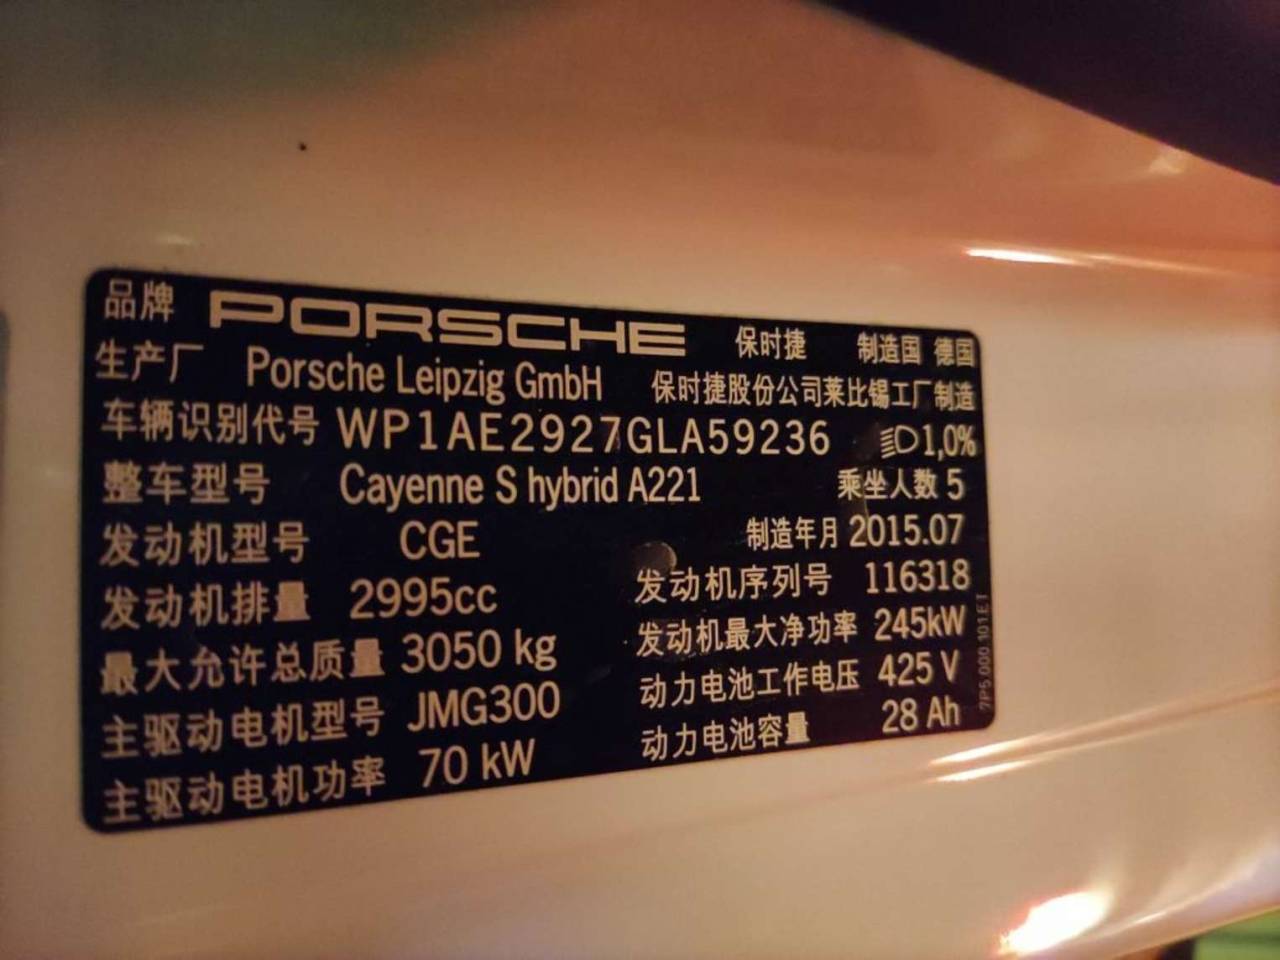 品牌 PORSCHE 保时捷 制造国 德国
生产厂 Porsche Leipzig GmbH 保时捷股份公司莱比锡工厂制造
车辆识别代号 WP1AE2927GLA59236 1,0%
整车型号 Cayenne S hybrid A221 乘坐人数 5
发动机型号 CGE 制造年月 2015.07
发动机排量 2995cc 发动机序列号 116318
最大允许总质量 3050 kg 发动机最大净功率 245kW
主驱动电机型号 JMG300 动力电池工作电压 425 V
主驱动电机功率 70 kW 动力电池容量 28 Ah
7P5.000.101.ET